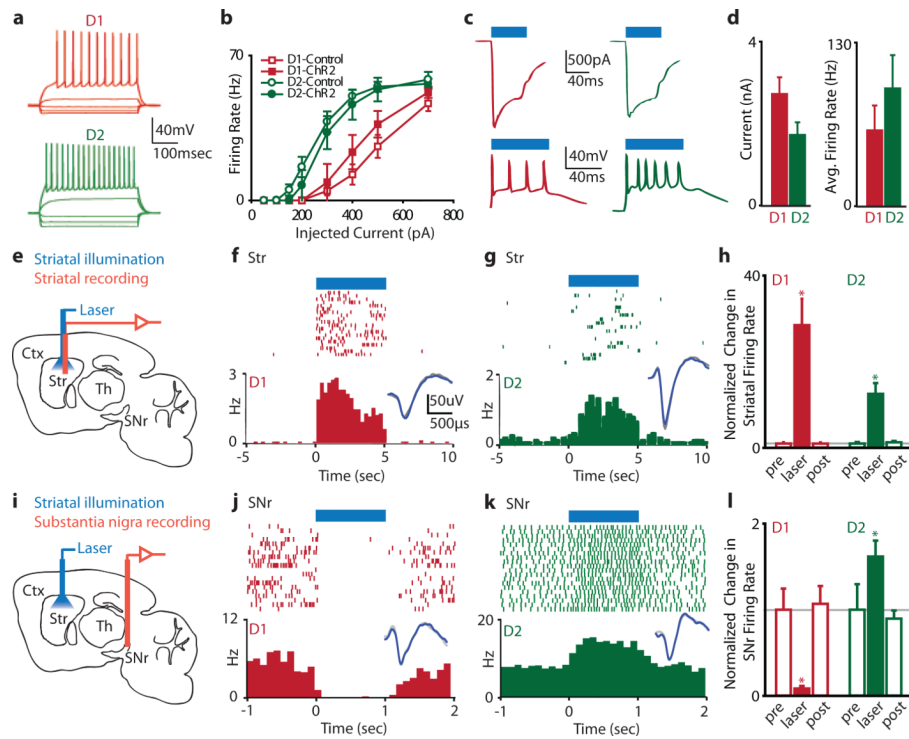 a
D1
D2
40mV
100msec
b
Firing Rate (Hz)
70
0
D1-Control
D1-ChR2
D2-Control
D2-ChR2
200 400 600 800
Injected Current (pA)
c
500pA
40ms
40mV
40ms
d
Current (nA)
4
0
D1 D2
Avg. Firing Rate (Hz)
130
0
D1 D2
e
Striatal illumination
Striatal recording
Laser
Ctx
Str
Th
SNr
f Str
D1
Hz
3
0
50uV
500µs
-5 0 5 10
Time (sec)
g Str
D2
Hz
2
0
-5 0 5 10
Time (sec)
h
Normalized Change in
Striatal Firing Rate
40
0
D1 D2
* *
pre laser post pre laser post
i
Striatal illumination
Substantia nigra recording
Laser
Ctx
Str
Th
SNr
j SNr
D1
Hz
12
0
-1 0 1 2
Time (sec)
k SNr
D2
Hz
20
0
-1 0 1 2
Time (sec)
l
Normalized Change in
SNr Firing Rate
2
0
D1 D2
* *
pre laser post pre laser post